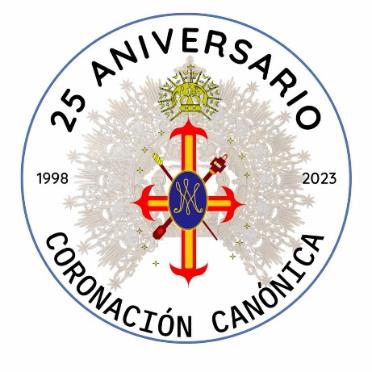 25 ANIVERSARIO
1998
2023
CORONACIÓN CANÓNICA